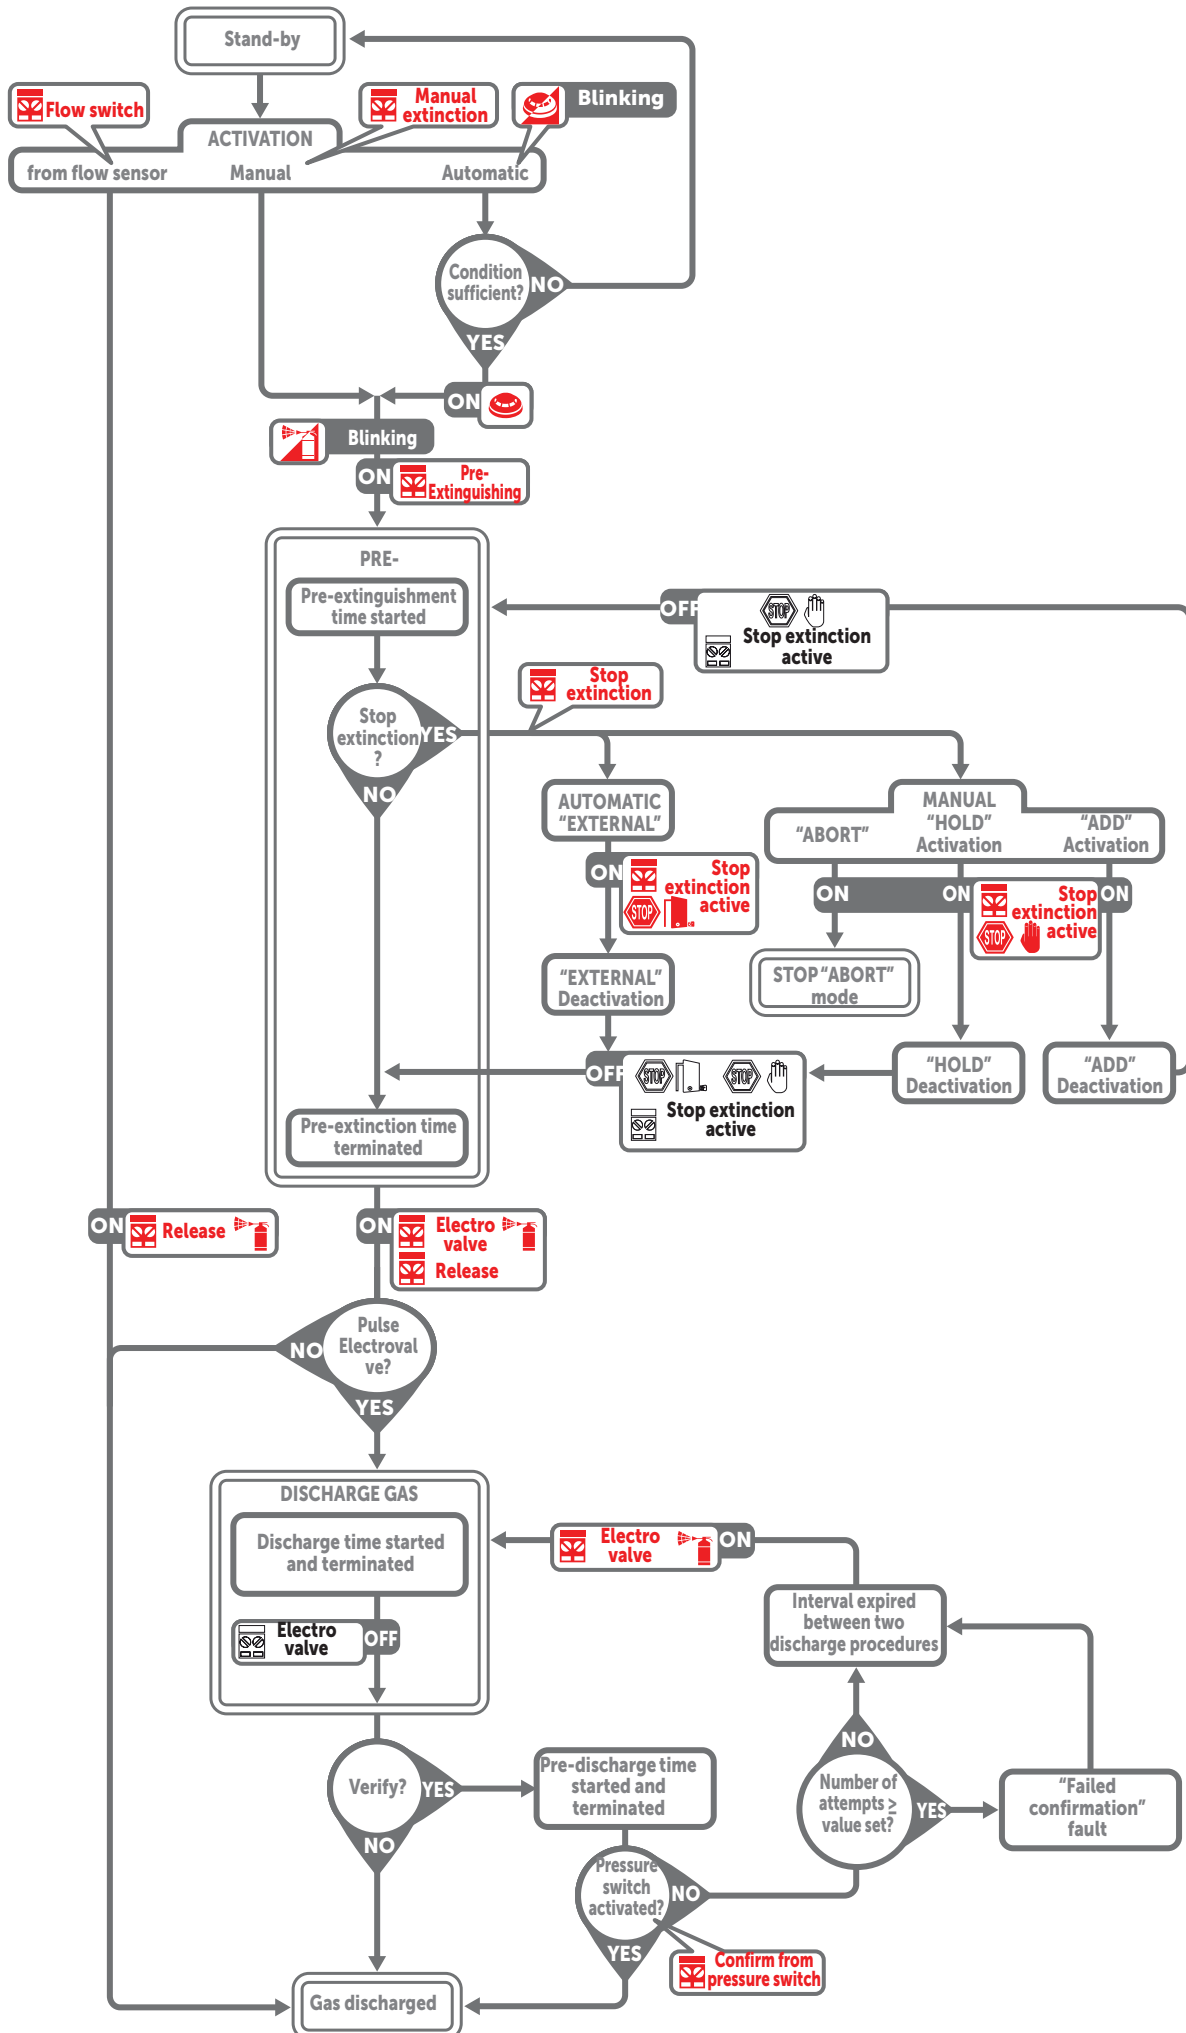 Stand-by
Flow switch
Manual
extinction
Blinking
ACTIVATION
from flow sensor
Manual
Automatic
Condition
sufficient?
NO
YES
ON
Blinking
ON
Pre-
Extinguishing
PRE-
Pre-extinguishment
time started
OFF
STOP
Stop extinction
active
Stop
extinction
Stop
extinction
?
YES
NO
AUTOMATIC
"EXTERNAL"
MANUAL
"ABORT"
"HOLD"
Activation
"ADD"
Activation
ON
Stop
extinction
active
STOP
ON
ON
Stop
extinction
active
STOP
ON
"EXTERNAL"
Deactivation
STOP "ABORT"
mode
OFF
STOP
STOP
Stop extinction
active
"HOLD"
Deactivation
"ADD"
Deactivation
Pre-extinction time
terminated
ON
Release
ON
Electro
valve
Release
Pulse
Electroval
ve?
NO
YES
DISCHARGE GAS
Discharge time started
and terminated
Electro
valve
ON
Electro
valve
OFF
Interval expired
between two
discharge procedures
Verify?
YES
NO
Pre-discharge time
started and
terminated
NO
Number of
attempts ≥
value set?
YES
"Failed
confirmation"
fault
Pressure
switch
activated?
NO
YES
Confirm from
pressure switch
Gas discharged